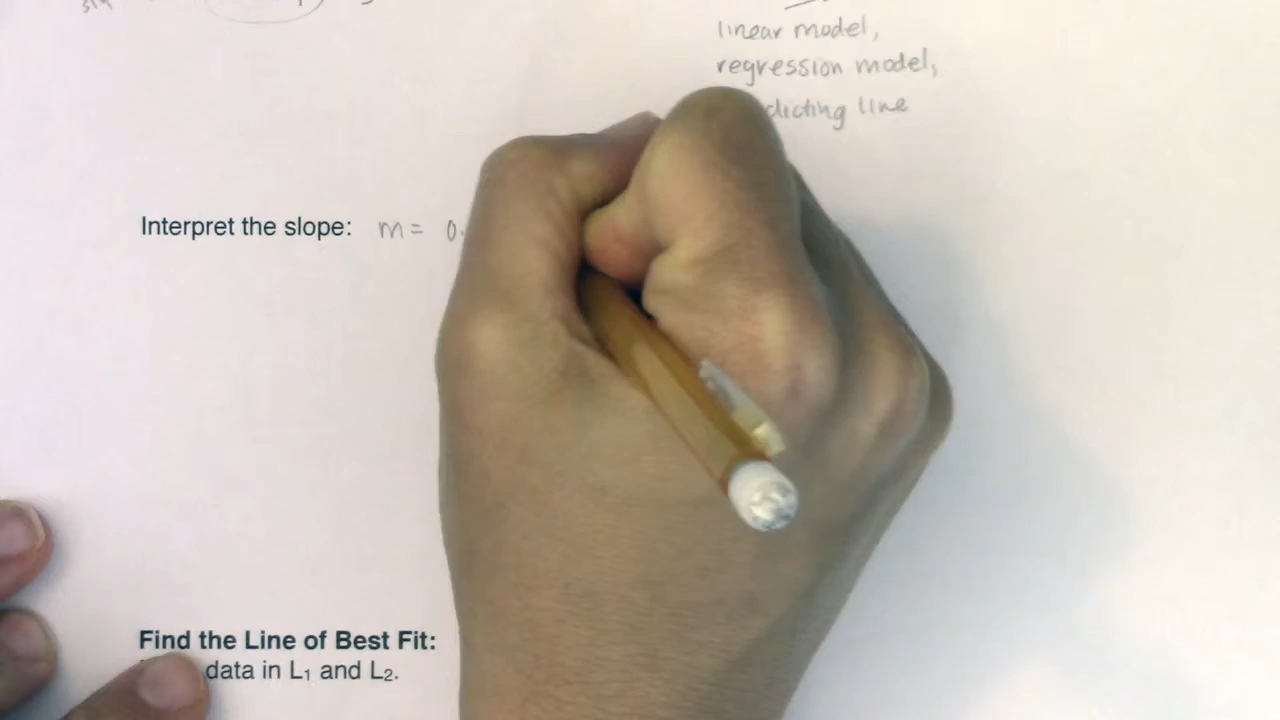 linear model,
regression model,
dicting line
Interpret the slope: m = 0.
Find the Line of Best Fit:
data in L₁ and L₂.